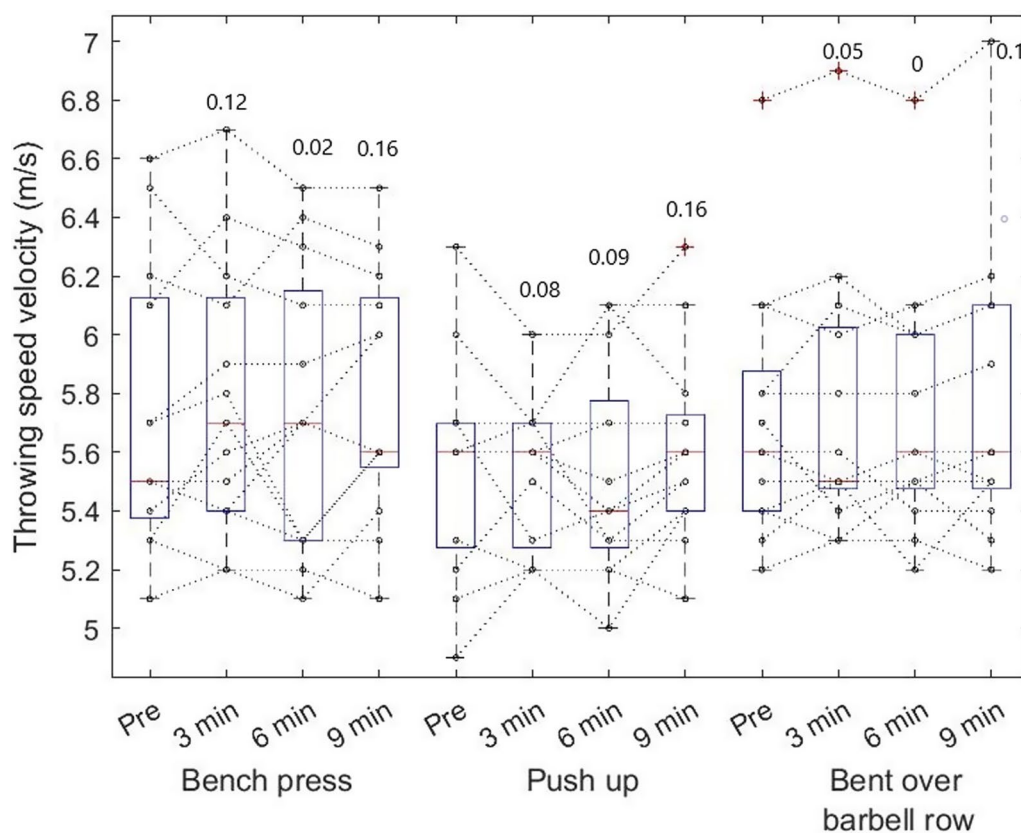 Throwing speed velocity (m/s)
7
6.8
6.6
6.4
6.2
6
5.8
5.6
5.4
5.2
5
0.12
0.02
0.16
0.08
0.09
0.16
0.05
0
0.1
Pre
3 min
6 min
9 min
Pre
3 min
6 min
9 min
Pre
3 min
6 min
9 min
Bench press
Push up
Bent over
barbell row